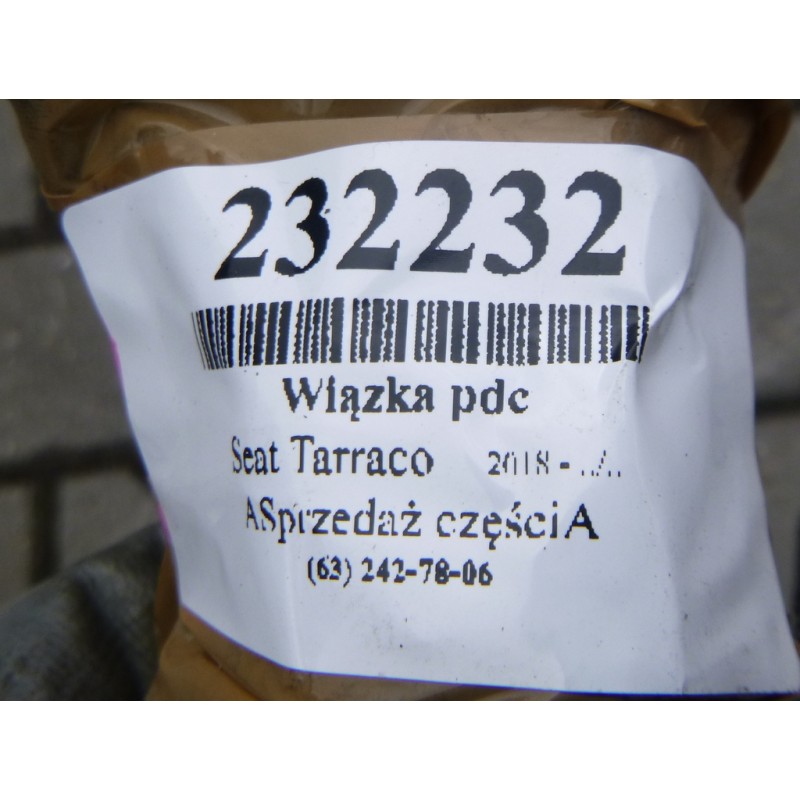 232232
Wiązka pdc
Seat Tarraco 2018 - ../..
ASprzedaż częściA
(63) 242-78-06